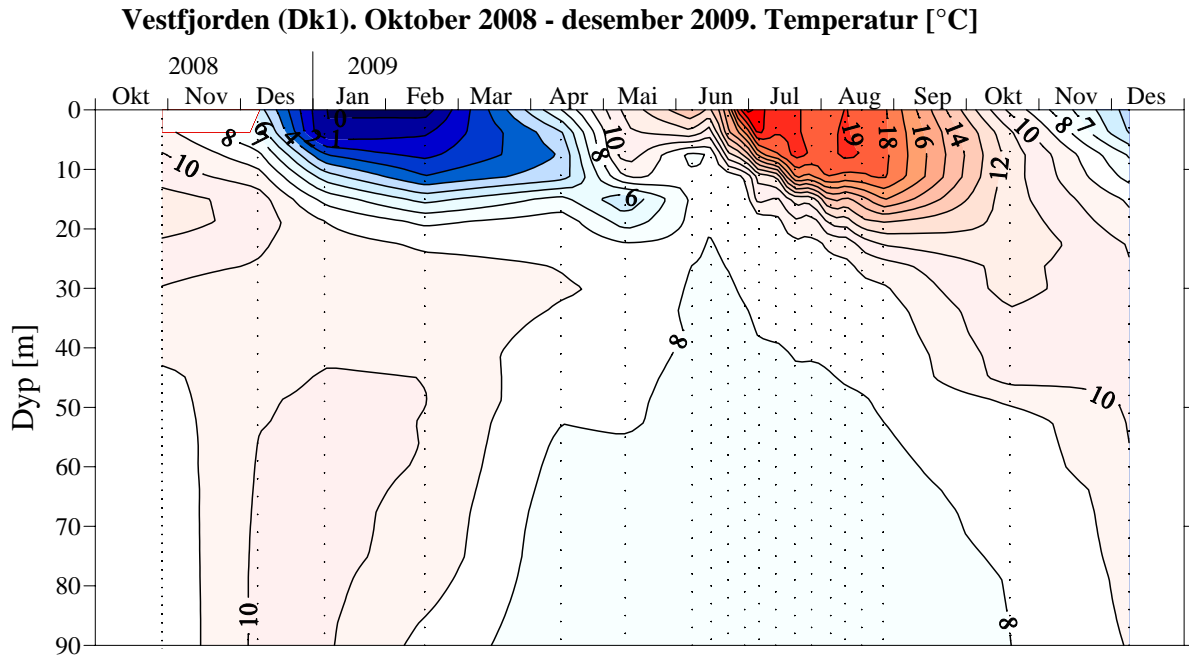 Vestfjorden (Dk1). Oktober 2008 - desember 2009. Temperatur [°C]
2008 2009
Okt Nov Des Jan Feb Mar Apr Mai Jun Jul Aug Sep Okt Nov Des
0
10
20
30
40
50
60
70
80
90
Dyp [m]
10 8 7 6 4 2 1 0
10 8 6
19 18 16 14 12 10 8 7
8 10
10 8